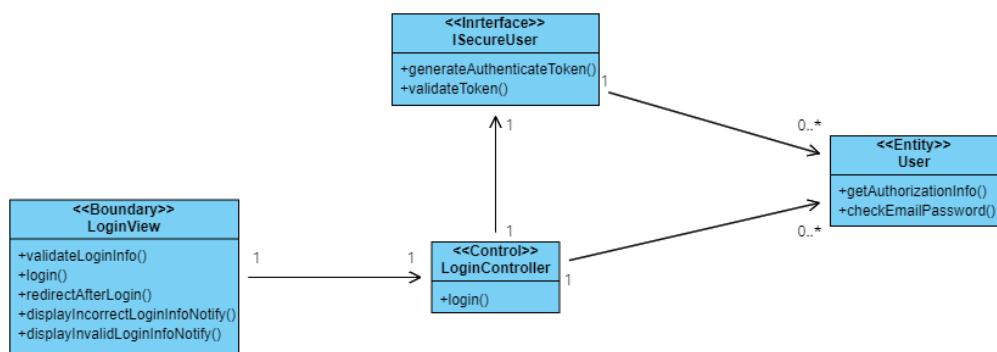 <<Inrterface>>
ISecureUser
+generateAuthenticateToken()
+validateToken()
1
0..*
1
<<Entity>>
User
+getAuthorizationInfo()
+checkEmailPassword()
<<Boundary>>
LoginView
+validateLoginInfo()
+login()
+redirectAfterLogin()
+displayIncorrectLoginInfoNotify()
+displayInvalidLoginInfoNotify()
1
1
1
<<Control>>
LoginController
+login()
1
0..*